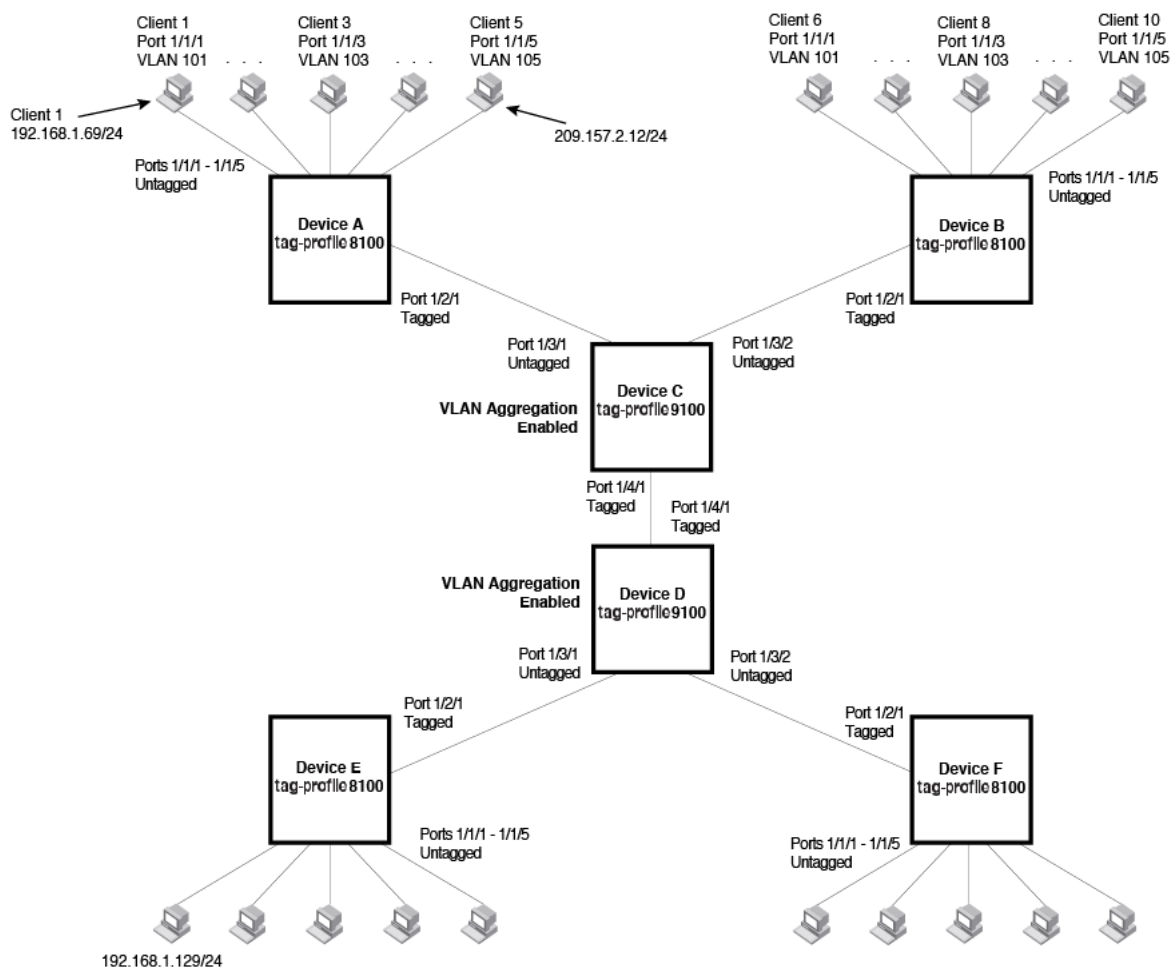 Client 1
Port 1/1/1
VLAN 101
. . .
Client 3
Port 1/1/3
VLAN 103
. . .
Client 5
Port 1/1/5
VLAN 105
Client 6
Port 1/1/1
VLAN 101
. . .
Client 8
Port 1/1/3
VLAN 103
. . .
Client 10
Port 1/1/5
VLAN 105
Client 1
192.168.1.69/24
209.157.2.12/24
Ports 1/1/1 - 1/1/5
Untagged
Ports 1/1/1 - 1/1/5
Untagged
Device A
tag-profile 8100
Device B
tag-profile 8100
Port 1/2/1
Tagged
Port 1/2/1
Tagged
Port 1/3/1
Untagged
Port 1/3/2
Untagged
Device C
tag-profile 9100
VLAN Aggregation
Enabled
Port 1/4/1
Tagged
Port 1/4/1
Tagged
VLAN Aggregation
Enabled
Device D
tag-profile 9100
Port 1/3/1
Untagged
Port 1/3/2
Untagged
Port 1/2/1
Tagged
Port 1/2/1
Tagged
Device E
tag-profile 8100
Device F
tag-profile 8100
Ports 1/1/1 - 1/1/5
Untagged
Ports 1/1/1 - 1/1/5
Untagged
192.168.1.129/24